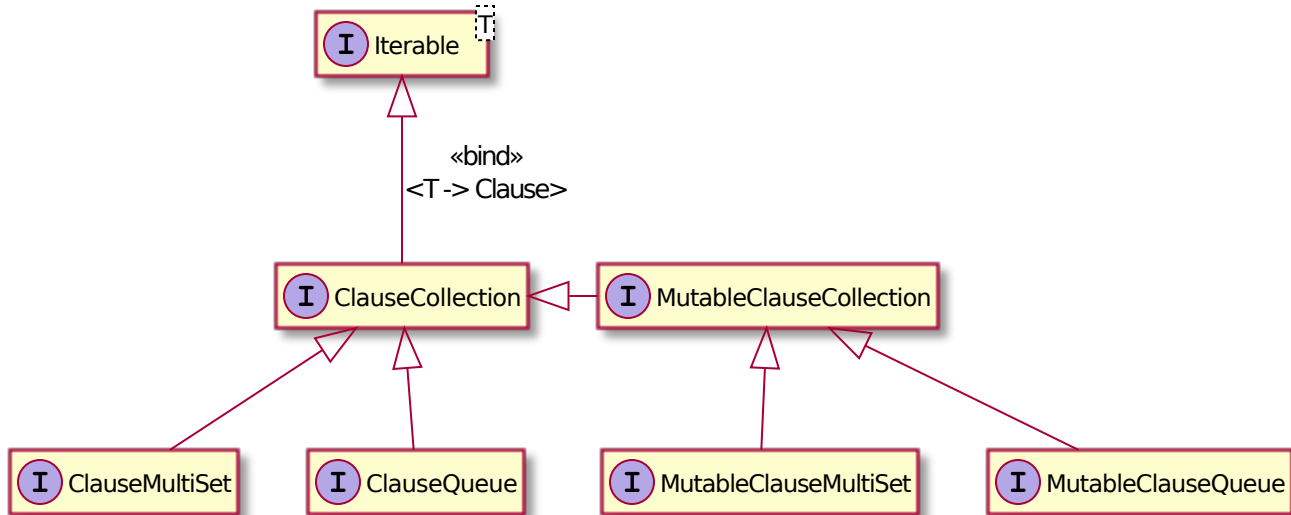 T
I Iterable
«bind»
<T -> Clause>
I ClauseCollection
I MutableClauseCollection
I ClauseMultiSet
I ClauseQueue
I MutableClauseMultiSet
I MutableClauseQueue